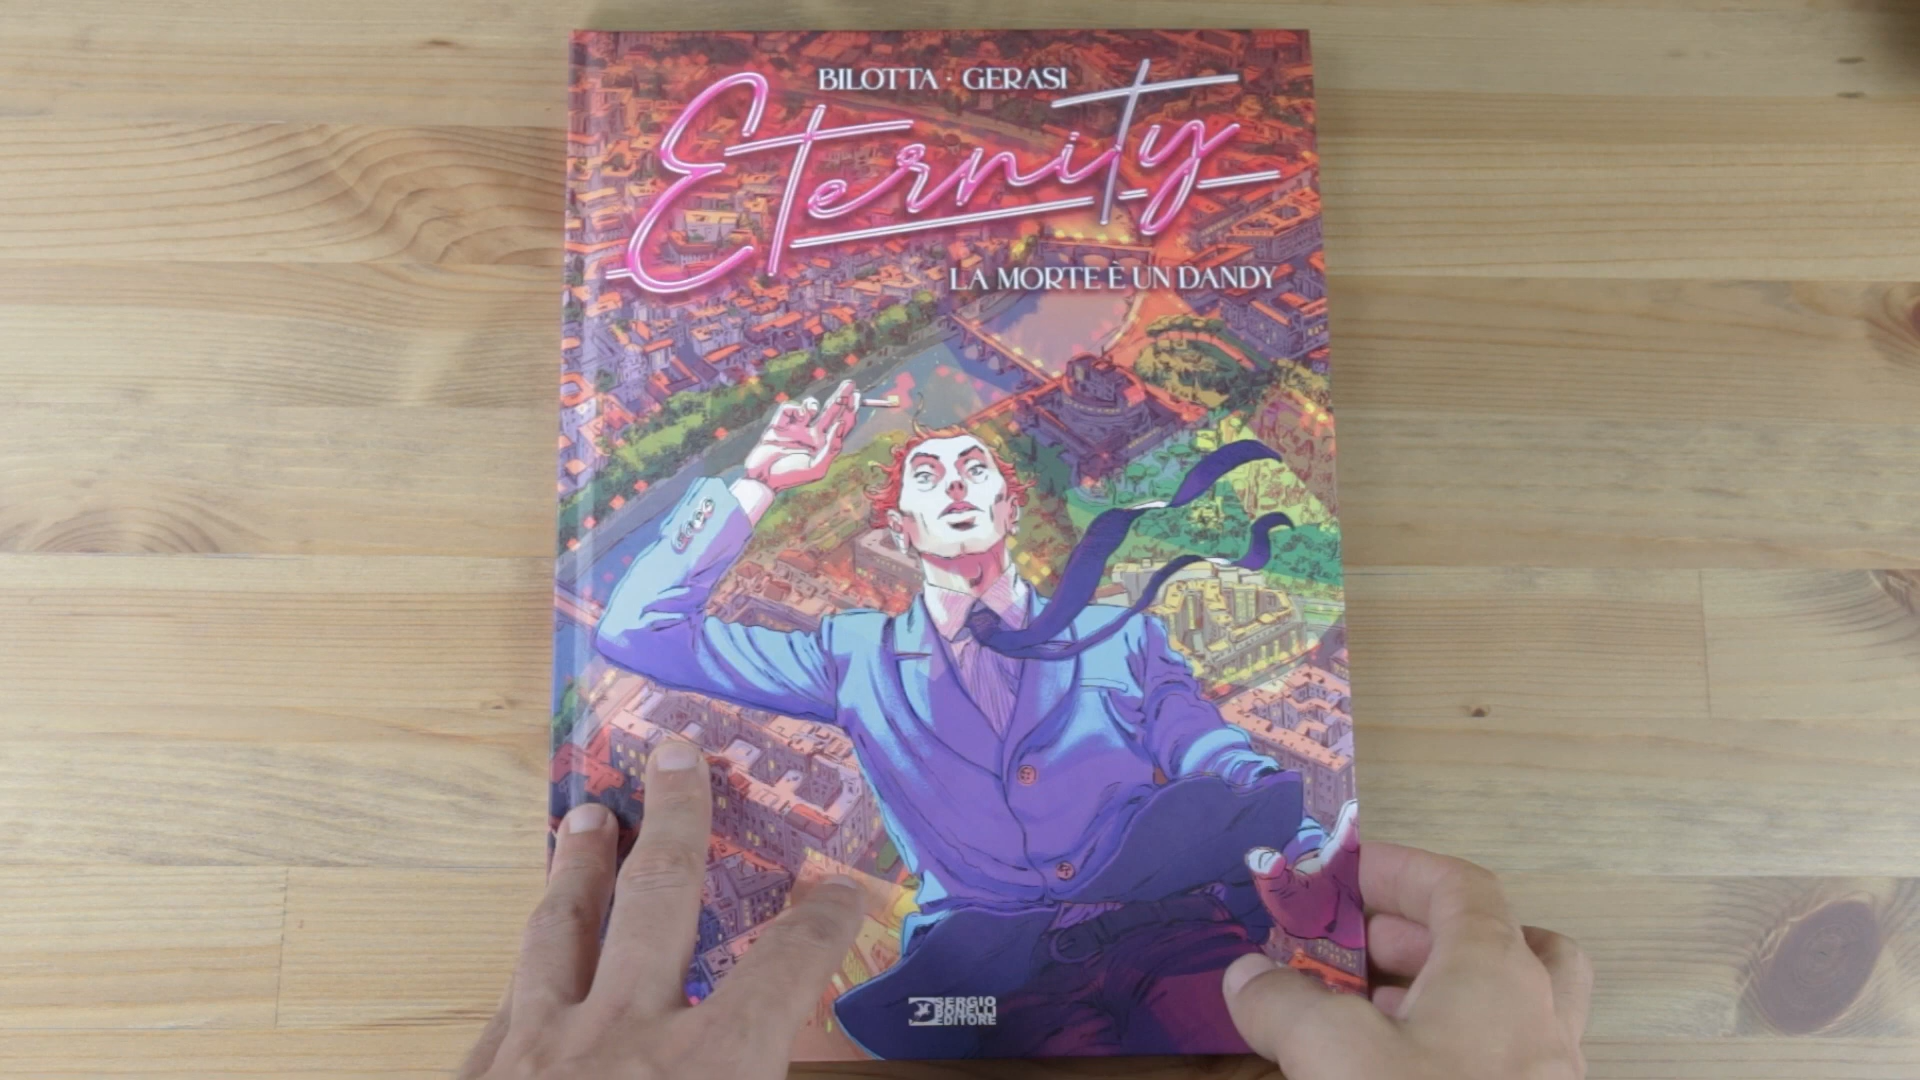 BILOTTA · GERASI
Eternity
LA MORTE È UN DANDY
SERGIO
BONELLI
EDITORE